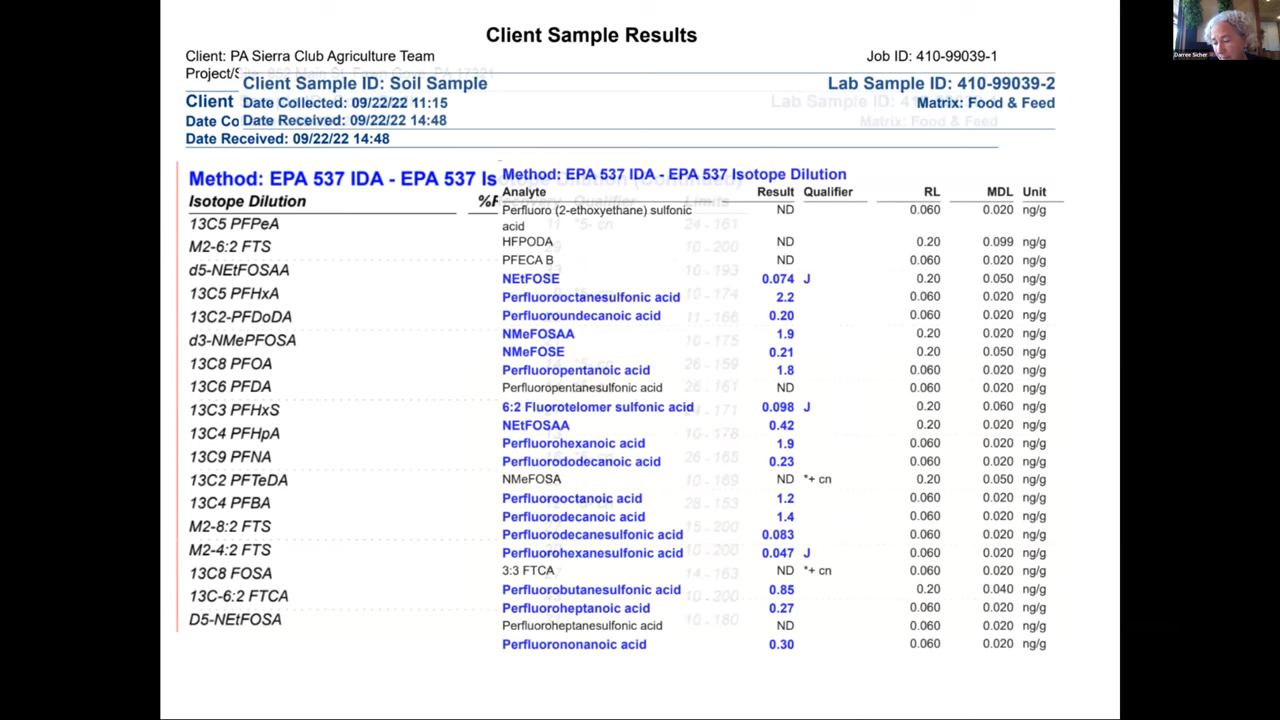 Client Sample Results
Client: PA Sierra Club Agriculture Team
Job ID: 410-99039-1
Project/S
Client Sample ID: Soil Sample
Lab Sample ID: 410-99039-2
Client
Date Collected: 09/22/22 11:15
Matrix: Food & Feed
Date Co
Date Received: 09/22/22 14:48
Date Received: 09/22/22 14:48
Method: EPA 537 IDA - EPA 537 Is
Isotope Dilution
13C5 PFPeA
M2-6:2 FTS
d5-NEtFOSAA
13C5 PFHxA
13C2-PFDoDA
d3-NMePFOSA
13C8 PFOA
13C6 PFDA
13C3 PFHxS
13C4 PFHpA
13C9 PFNA
13C2 PFTeDA
13C4 PFBA
M2-8:2 FTS
M2-4:2 FTS
13C8 FOSA
13C-6:2 FTCA
D5-NEtFOSA
Method: EPA 537 IDA - EPA 537 Isotope Dilution
Analyte Result Qualifier RL MDL Unit
Perfluoro (2-ethoxyethane) sulfonic ND 0.060 0.020 ng/g
acid
HFPODA ND 0.20 0.099 ng/g
PFECA B ND 0.060 0.020 ng/g
NEtFOSE 0.074 J 0.20 0.050 ng/g
Perfluorooctanesulfonic acid 2.2 0.060 0.020 ng/g
Perfluoroundecanoic acid 0.20 0.060 0.020 ng/g
NMeFOSAA 1.9 0.20 0.020 ng/g
NMeFOSE 0.21 0.20 0.050 ng/g
Perfluoropentanoic acid 1.8 0.060 0.020 ng/g
Perfluoropentanesulfonic acid ND 0.060 0.020 ng/g
6:2 Fluorotelomer sulfonic acid 0.098 J 0.20 0.060 ng/g
NEtFOSAA 0.42 0.20 0.020 ng/g
Perfluorohexanoic acid 1.9 0.060 0.020 ng/g
Perfluorododecanoic acid 0.23 0.060 0.020 ng/g
NMeFOSA ND *+ cn 0.20 0.050 ng/g
Perfluorooctanoic acid 1.2 0.060 0.020 ng/g
Perfluorodecanoic acid 1.4 0.060 0.020 ng/g
Perfluorodecanesulfonic acid 0.083 0.060 0.020 ng/g
Perfluorohexanesulfonic acid 0.047 J 0.060 0.020 ng/g
3:3 FTCA ND *+ cn 0.060 0.020 ng/g
Perfluorobutanesulfonic acid 0.85 0.20 0.040 ng/g
Perfluoroheptanoic acid 0.27 0.060 0.020 ng/g
Perfluoroheptanesulfonic acid ND 0.060 0.020 ng/g
Perfluorononanoic acid 0.30 0.060 0.020 ng/g
Darree Sicher